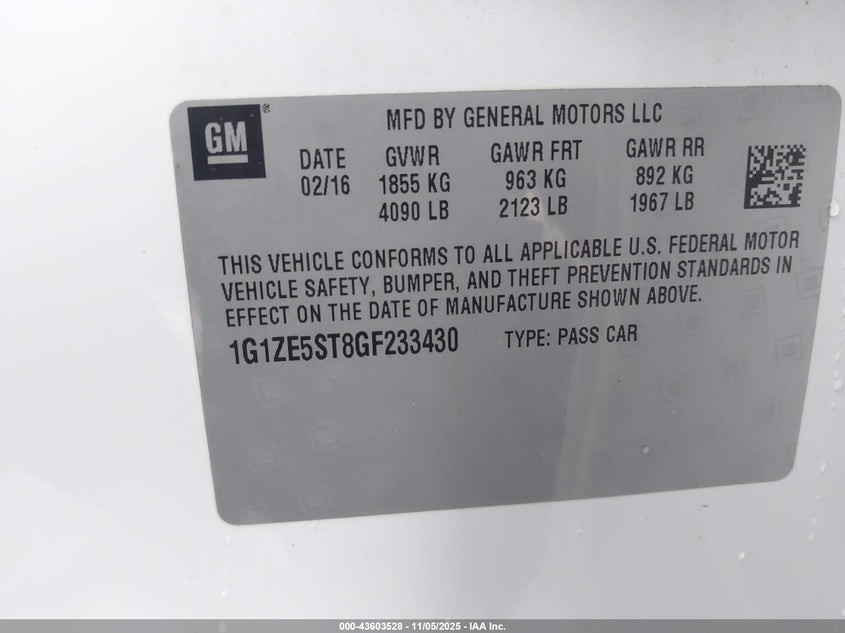 GM®
MFD BY GENERAL MOTORS LLC
DATE GVWR GAWR FRT GAWR RR
02/16 1855 KG 963 KG 892 KG
4090 LB 2123 LB 1967 LB
THIS VEHICLE CONFORMS TO ALL APPLICABLE U.S. FEDERAL MOTOR
VEHICLE SAFETY, BUMPER, AND THEFT PREVENTION STANDARDS IN
EFFECT ON THE DATE OF MANUFACTURE SHOWN ABOVE.
1G1ZE5ST8GF233430 TYPE: PASS CAR
000-43603528 - 11/05/2025 - IAA Inc.